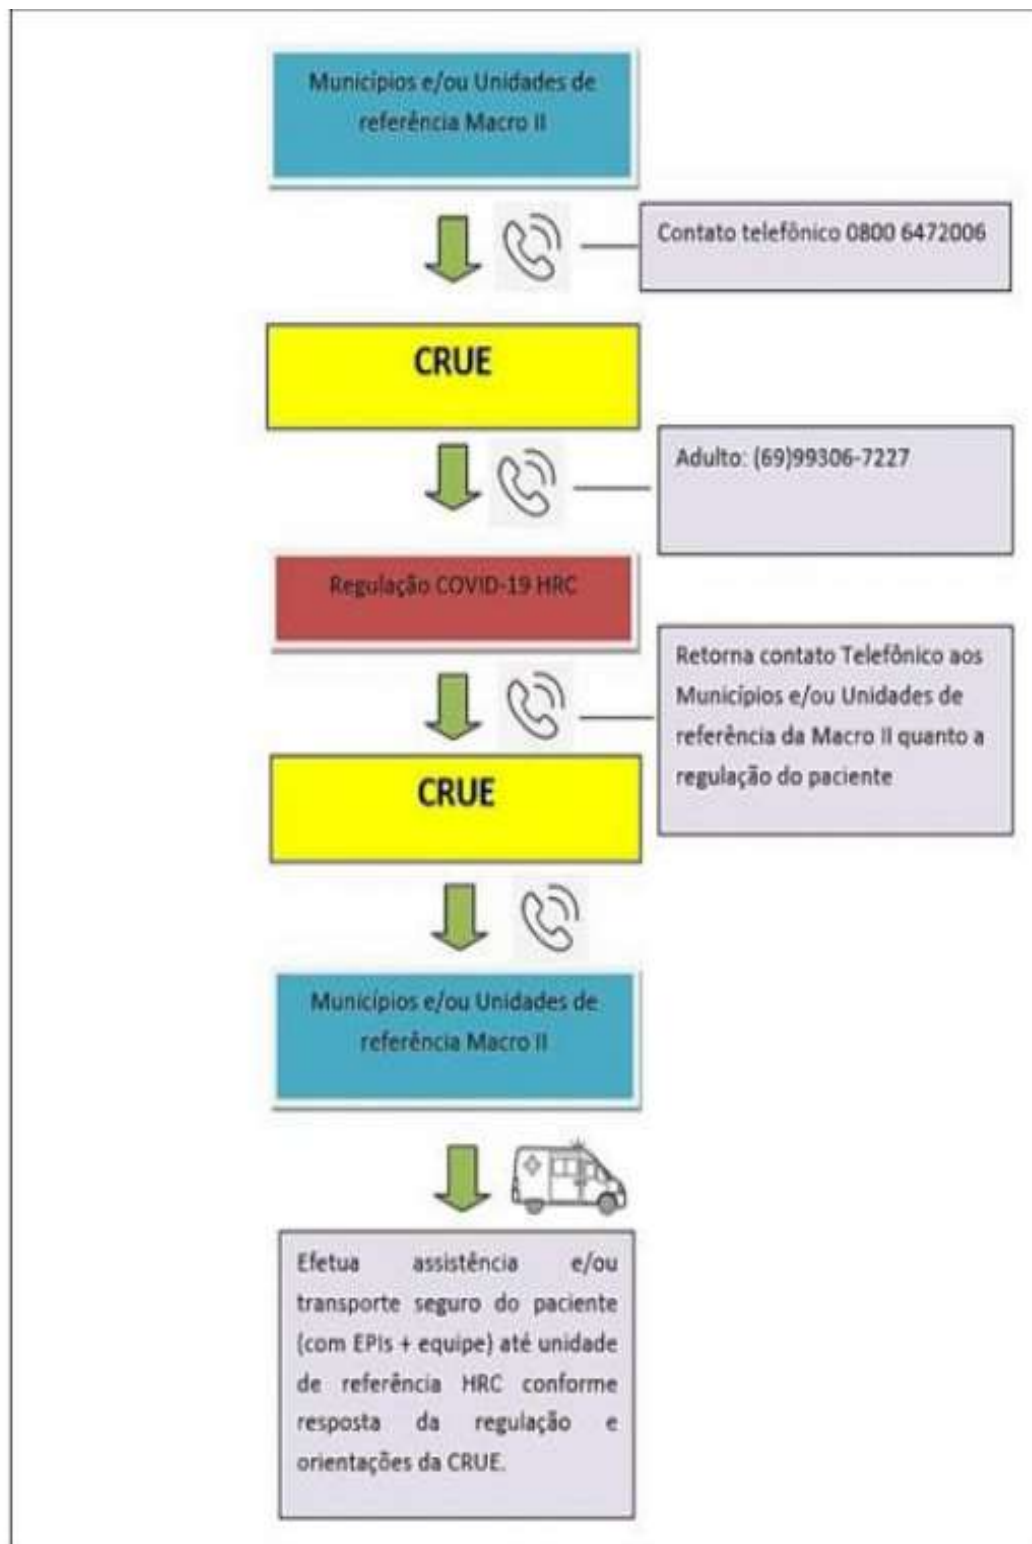 Municípios e/ou Unidades de
referência Macro II
Contato telefônico 0800 6472006
CRUE
Adulto: (69)99306-7227
Regulação COVID-19 HRC
Retorna contato Telefônico aos
Municípios e/ou Unidades de
referência da Macro II quanto a
regulação do paciente
CRUE
Municípios e/ou Unidades de
referência Macro II
Efetua assistência e/ou
transporte seguro do paciente
(com EPIs + equipe) até unidade
de referência HRC conforme
resposta da regulação e
orientações da CRUE.